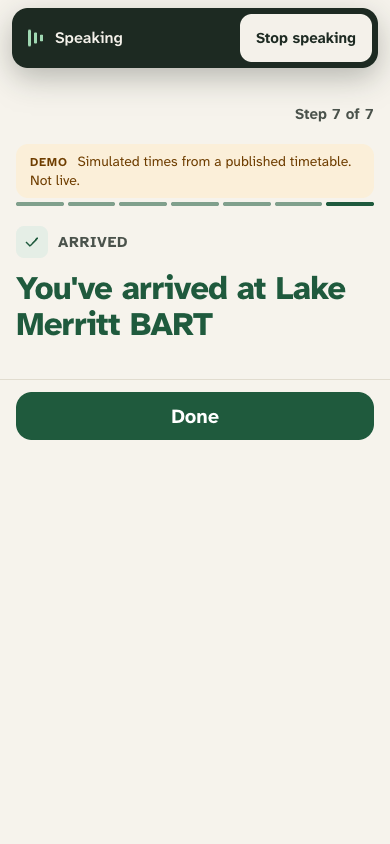 Speaking
Stop speaking
Step 7 of 7
DEMO Simulated times from a published timetable.
Not live.
ARRIVED
You've arrived at Lake
Merritt BART
Done